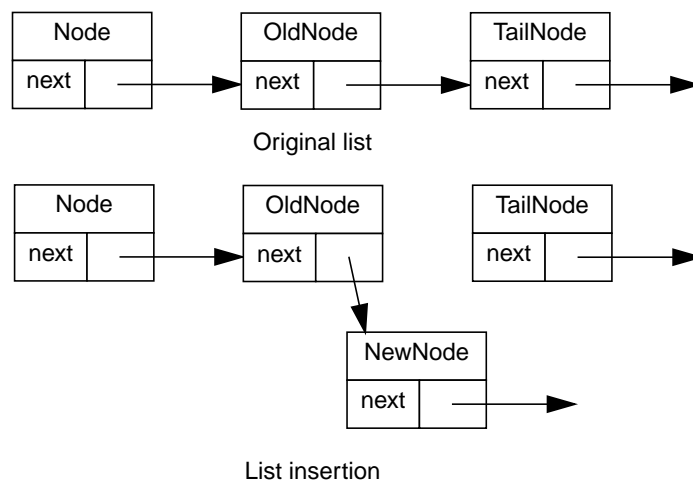 Node
OldNode
TailNode
next
next
next
Original list
Node
OldNode
TailNode
next
next
next
NewNode
next
List insertion